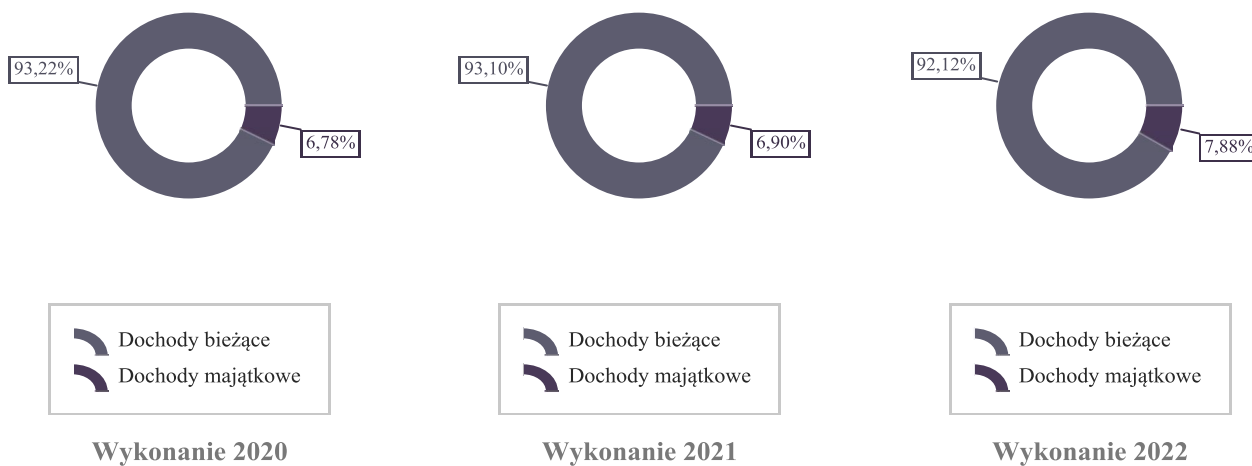 93,22%
6,78%
Dochody bieżące
Dochody majątkowe
Wykonanie 2020
93,10%
6,90%
Dochody bieżące
Dochody majątkowe
Wykonanie 2021
92,12%
7,88%
Dochody bieżące
Dochody majątkowe
Wykonanie 2022